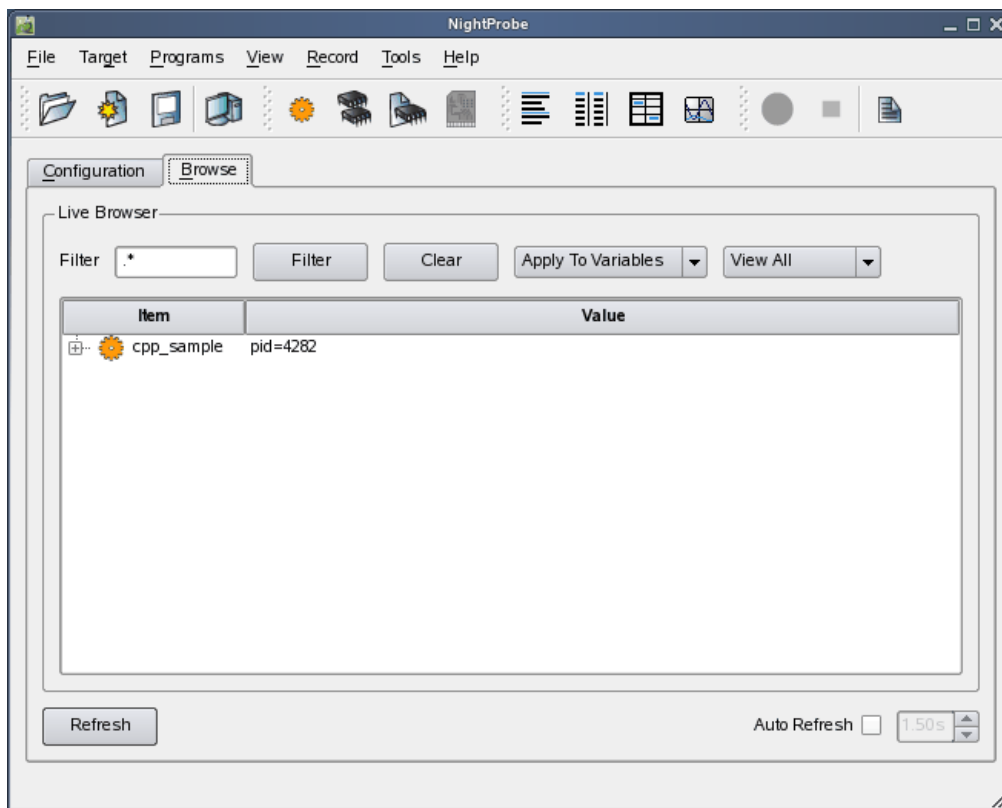 NightProbe
File Target Programs View Record Tools Help
Configuration Browse
Live Browser
Filter .* Filter Clear Apply To Variables View All
Item Value
cpp_sample pid=4282
Refresh Auto Refresh 1.50s